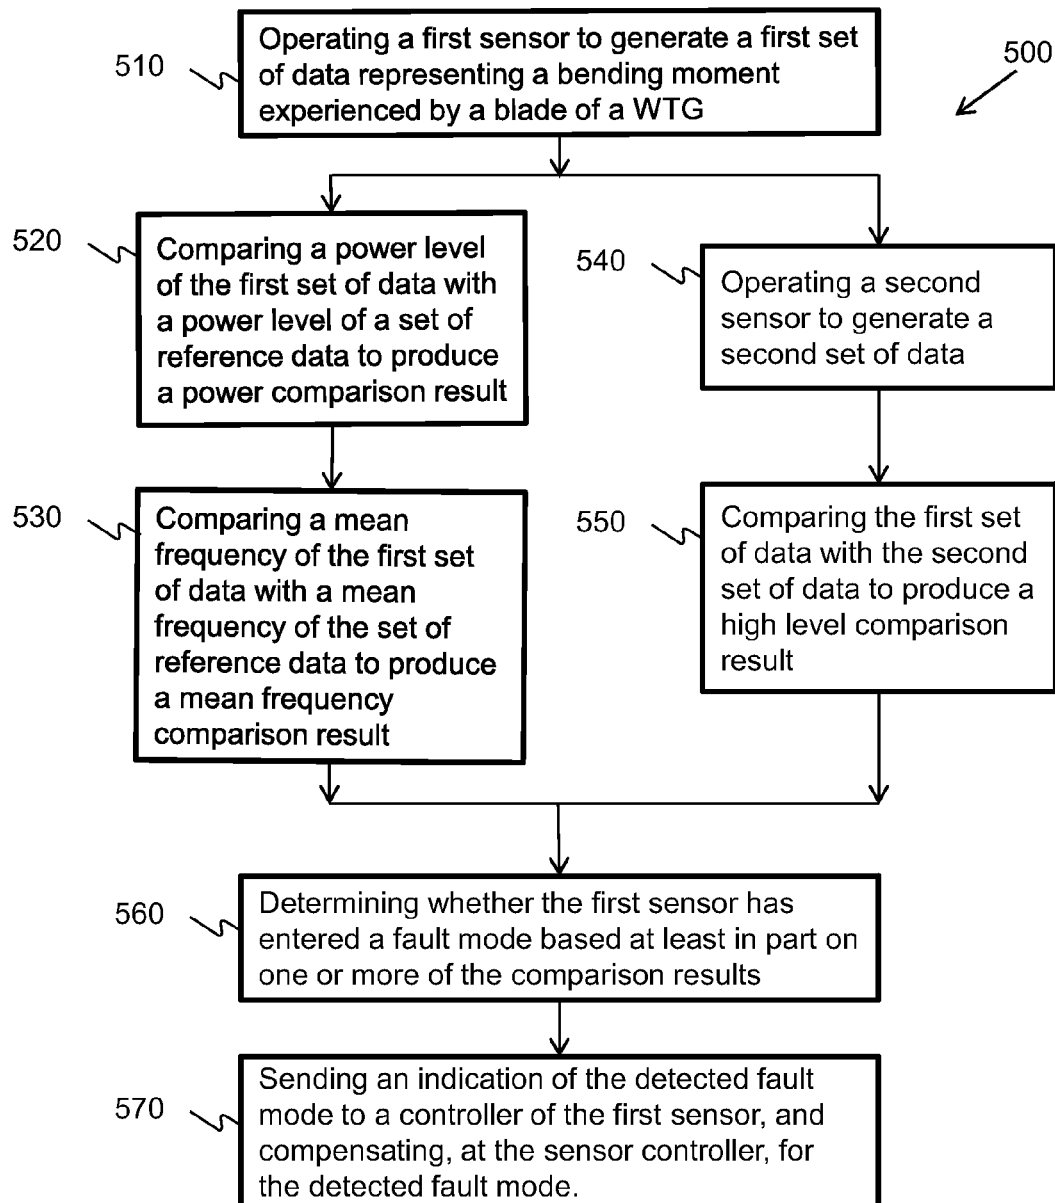 500
510
Operating a first sensor to generate a first set
of data representing a bending moment
experienced by a blade of a WTG
520
Comparing a power level
of the first set of data with
a power level of a set of
reference data to produce
a power comparison result
530
Comparing a mean
frequency of the first set
of data with a mean
frequency of the set of
reference data to produce
a mean frequency
comparison result
540
Operating a second
sensor to generate a
second set of data
550
Comparing the first set
of data with the second
set of data to produce a
high level comparison
result
560
Determining whether the first sensor has
entered a fault mode based at least in part on
one or more of the comparison results
570
Sending an indication of the detected fault
mode to a controller of the first sensor, and
compensating, at the sensor controller, for
the detected fault mode.